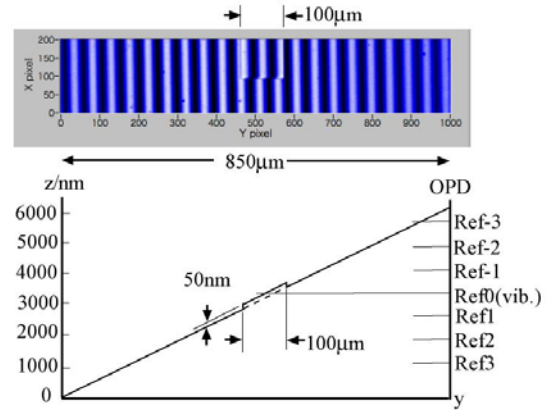 100μm
200
150
100
50
0
X pixel
0 100 200 300 400 500 600 700 800 900 1000
Y pixel
850μm
z/nm
OPD
6000
5000
4000
3000
2000
1000
0
50nm
100μm
Ref-3
Ref-2
Ref-1
Ref0(vib.)
Ref1
Ref2
Ref3
y